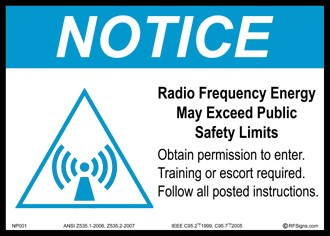 NOTICE
Radio Frequency Energy
May Exceed Public
Safety Limits
Obtain permission to enter.
Training or escort required.
Follow all posted instructions.
NP001 ANSI Z535.1-2006, Z535.2-2007 IEEE C95.2™1999, C95.7™2005 ©RFSigns.com